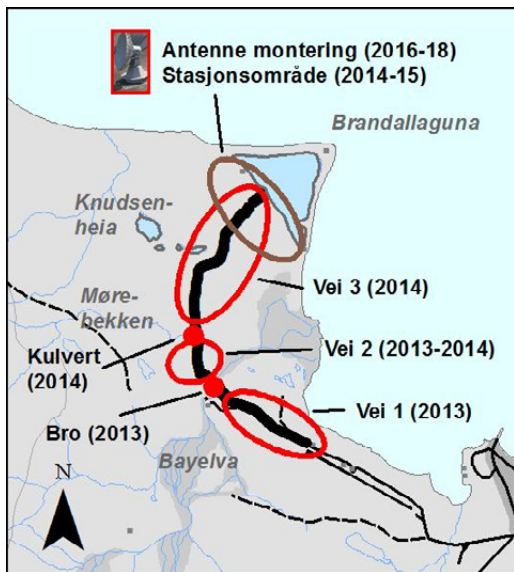 Antenne montering (2016-18)
Stasjonsområde (2014-15)
Brandallaguna
Knudsen-
heia
Vei 3 (2014)
Møre-
bekken
Kulvert
(2014)
Vei 2 (2013-2014)
Vei 1 (2013)
Bro (2013)
Bayelva
N